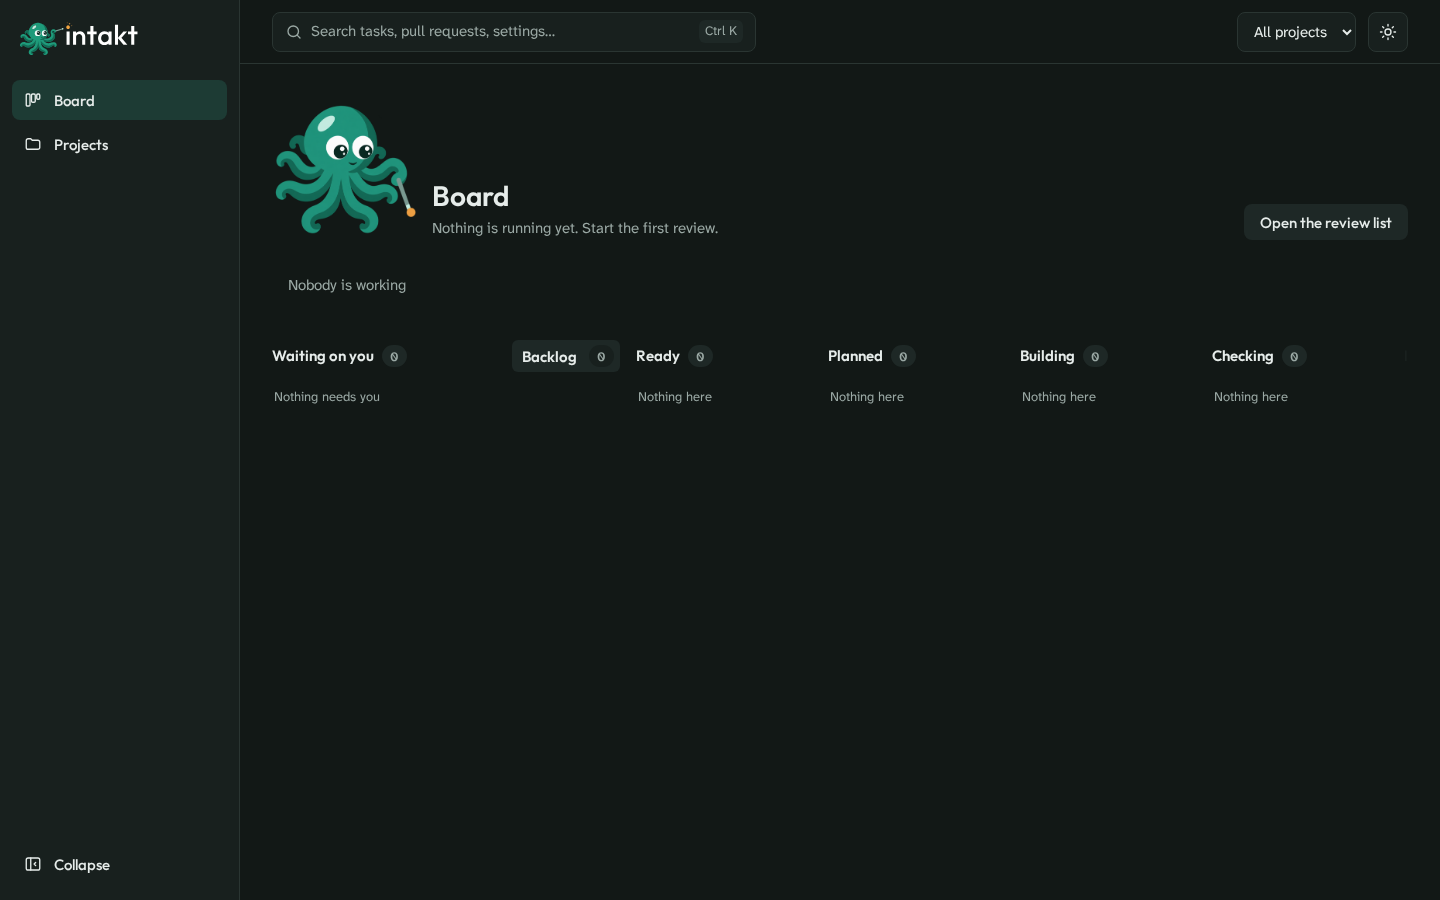 intakt
Search tasks, pull requests, settings...
Ctrl K
All projects
Board
Projects
Board
Nothing is running yet. Start the first review.
Open the review list
Nobody is working
Waiting on you 0
Backlog 0
Ready 0
Planned 0
Building 0
Checking 0
Nothing needs you
Nothing here
Nothing here
Nothing here
Nothing here
Collapse